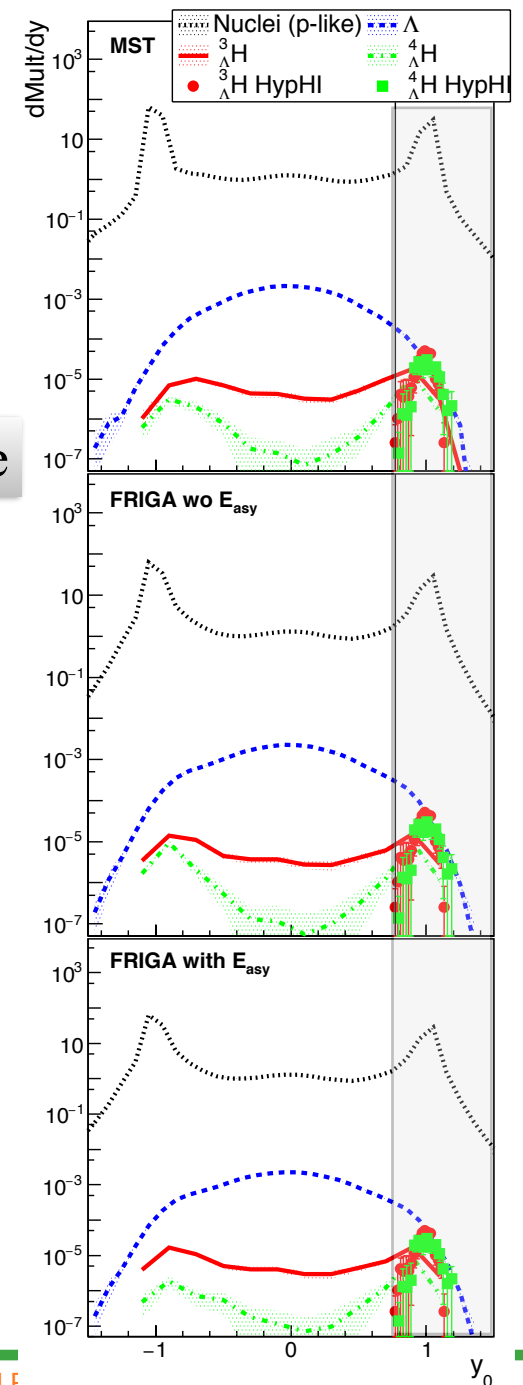 dMult/dy
MST
Nuclei (p-like) Λ
³ΛH ⁴ΛH
³ΛH HypHI ⁴ΛH HypHI
10³
10
10⁻¹
10⁻³
10⁻⁵
10⁻⁷
e
FRIGA wo Easy
10³
10
10⁻¹
10⁻³
10⁻⁵
10⁻⁷
FRIGA with Easy
10³
10
10⁻¹
10⁻³
10⁻⁵
10⁻⁷
−1 0 1 y₀